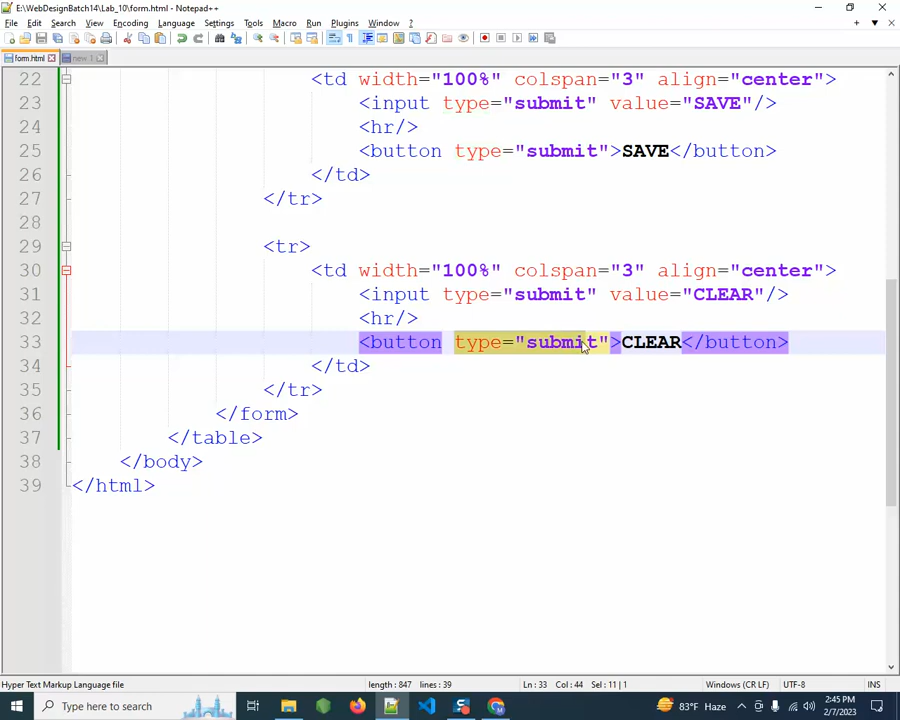 E:\WebDesignBatch14\Lab_10\form.html - Notepad++
File Edit Search View Encoding Language Settings Tools Macro Run Plugins Window ?
form.html new 1
22 <td width="100%" colspan="3" align="center">
23 <input type="submit" value="SAVE"/>
24 <hr/>
25 <button type="submit">SAVE</button>
26 </td>
27 </tr>
28
29 <tr>
30 <td width="100%" colspan="3" align="center">
31 <input type="submit" value="CLEAR"/>
32 <hr/>
33 <button type="submit">CLEAR</button>
34 </td>
35 </tr>
36 </form>
37 </table>
38 </body>
39 </html>
Hyper Text Markup Language file length : 847 lines : 39 Ln : 33 Col : 44 Sel : 11 | 1 Windows (CR LF) UTF-8 INS
Type here to search 83°F Haze 2:45 PM
2/7/2023